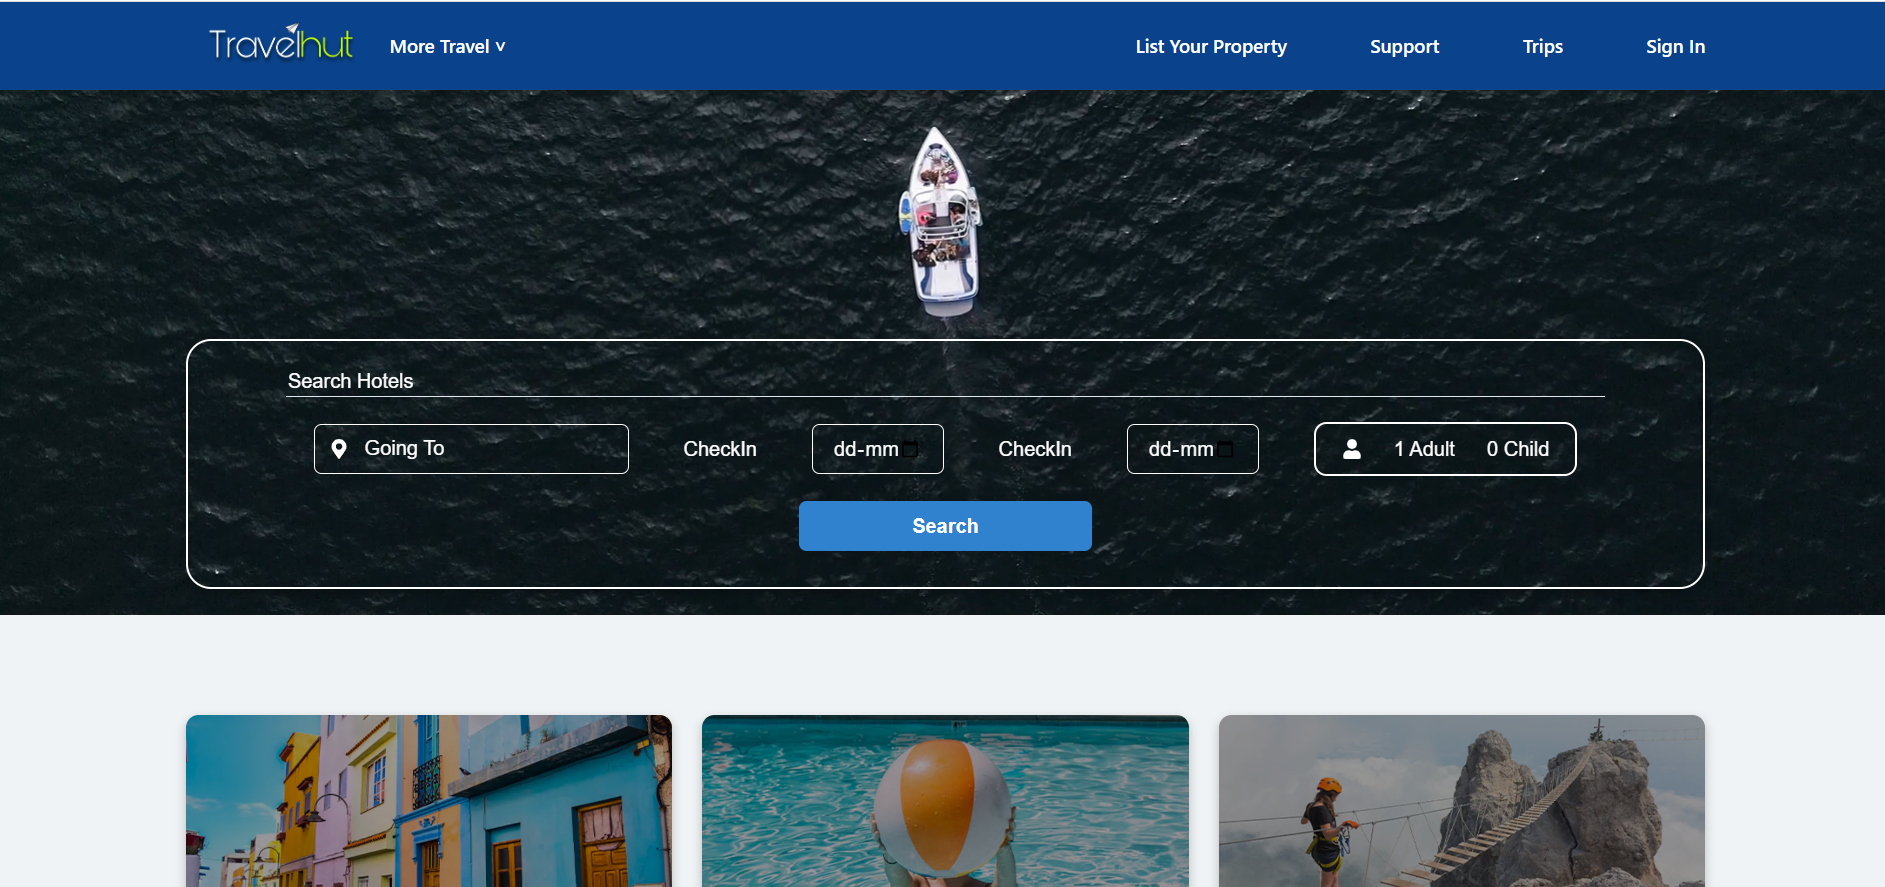 Travelhut More Travel ˅ List Your Property Support Trips Sign In
Search Hotels
Going To CheckIn dd-mm CheckIn dd-mm 1 Adult 0 Child
Search